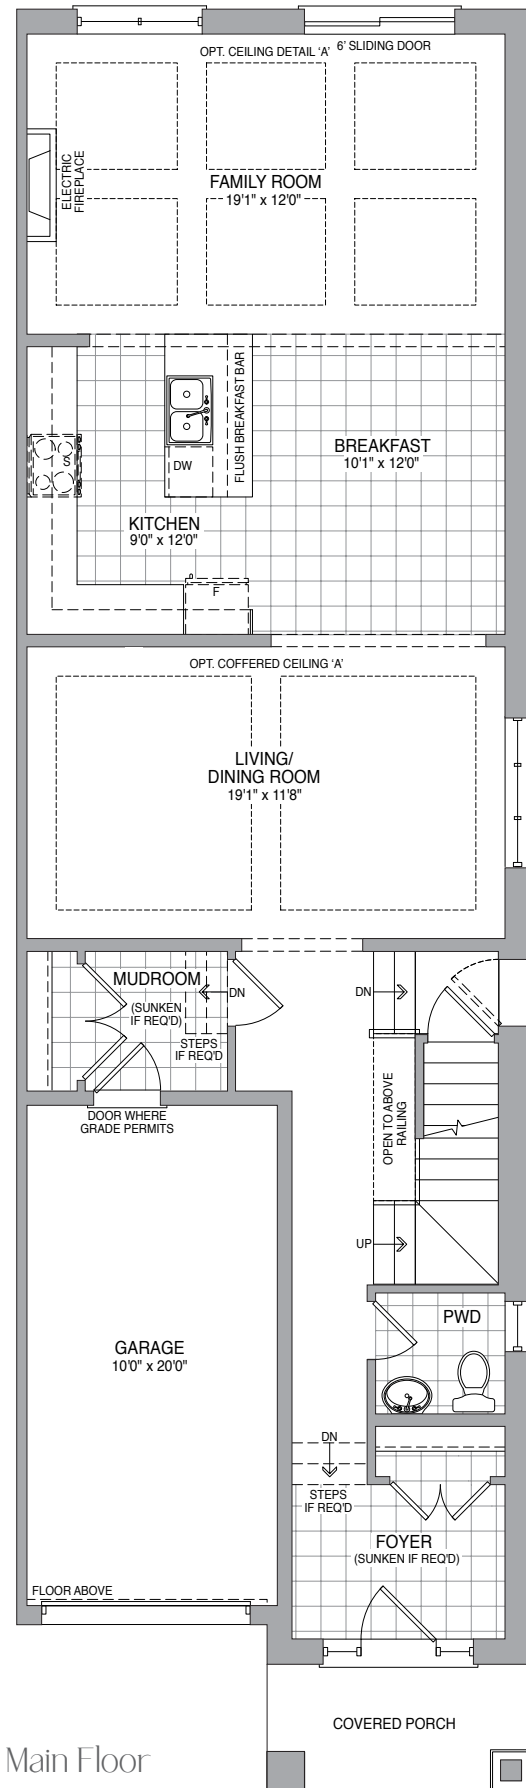 OPT. CEILING DETAIL ‘A’
6’ SLIDING DOOR
ELECTRIC
FIREPLACE
FAMILY ROOM
19'1" x 12'0"
FLUSH BREAKFAST BAR
S
DW
BREAKFAST
10'1" x 12'0"
KITCHEN
9'0" x 12'0"
F
OPT. COFFERED CEILING ‘A’
LIVING/
DINING ROOM
19'1" x 11'8"
MUDROOM
(SUNKEN
IF REQ'D)
DN
STEPS
IF REQ'D
DN
DOOR WHERE
GRADE PERMITS
OPEN TO ABOVE
RAILING
UP
PWD
GARAGE
10'0" x 20'0"
DN
STEPS
IF REQ'D
FOYER
(SUNKEN IF REQ'D)
FLOOR ABOVE
COVERED PORCH
Main Floor